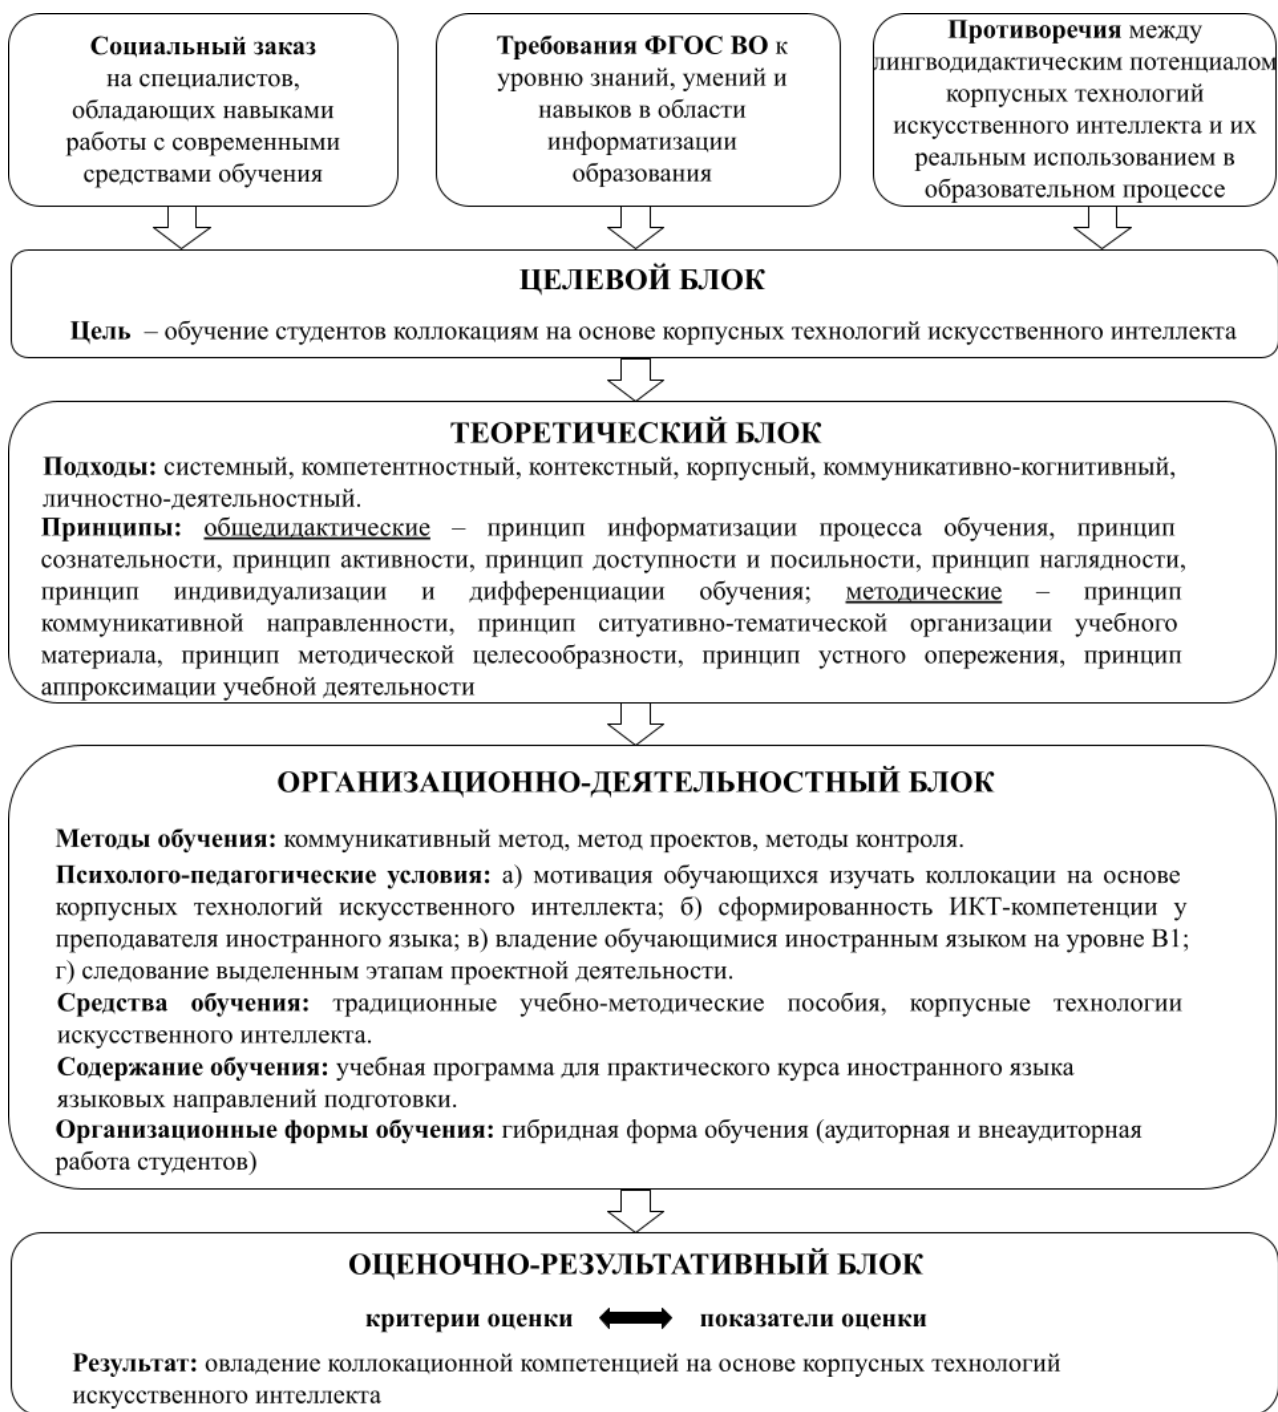 Социальный заказ
на специалистов,
обладающих навыками
работы с современными
средствами обучения
Требования ФГОС ВО к
уровню знаний, умений и
навыков в области
информатизации
образования
Противоречия между
лингводидактическим потенциалом
корпусных технологий
искусственного интеллекта и их
реальным использованием в
образовательном процессе
ЦЕЛЕВОЙ БЛОК
Цель – обучение студентов коллокациям на основе корпусных технологий искусственного интеллекта
ТЕОРЕТИЧЕСКИЙ БЛОК
Подходы: системный, компетентностный, контекстный, корпусный, коммуникативно-когнитивный,
личностно-деятельностный.
Принципы: общедидактические – принцип информатизации процесса обучения, принцип
сознательности, принцип активности, принцип доступности и посильности, принцип наглядности,
принцип индивидуализации и дифференциации обучения; методические – принцип
коммуникативной направленности, принцип ситуативно-тематической организации учебного
материала, принцип методической целесообразности, принцип устного опережения, принцип
аппроксимации учебной деятельности
ОРГАНИЗАЦИОННО-ДЕЯТЕЛЬНОСТНЫЙ БЛОК
Методы обучения: коммуникативный метод, метод проектов, методы контроля.
Психолого-педагогические условия: а) мотивация обучающихся изучать коллокации на основе
корпусных технологий искусственного интеллекта; б) сформированность ИКТ-компетенции у
преподавателя иностранного языка; в) владение обучающимися иностранным языком на уровне В1;
г) следование выделенным этапам проектной деятельности.
Средства обучения: традиционные учебно-методические пособия, корпусные технологии
искусственного интеллекта.
Содержание обучения: учебная программа для практического курса иностранного языка
языковых направлений подготовки.
Организационные формы обучения: гибридная форма обучения (аудиторная и внеаудиторная
работа студентов)
ОЦЕНОЧНО-РЕЗУЛЬТАТИВНЫЙ БЛОК
критерии оценки показатели оценки
Результат: овладение коллокационной компетенцией на основе корпусных технологий
искусственного интеллекта